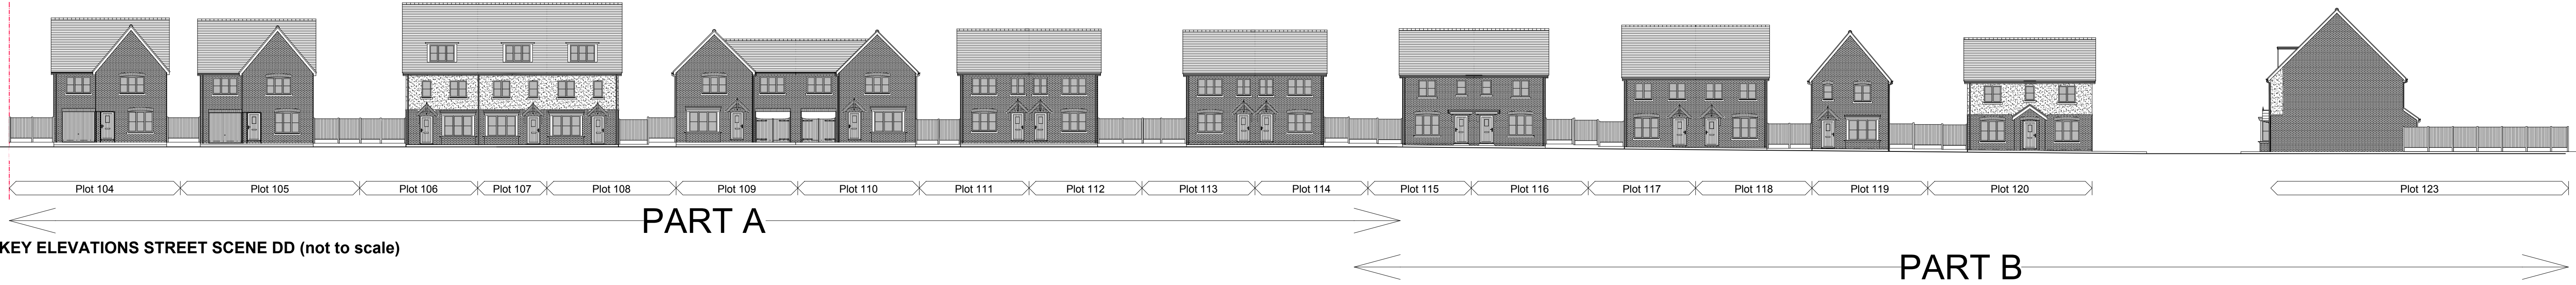 Plot 104 Plot 105 Plot 106 Plot 107 Plot 108 Plot 109 Plot 110 Plot 111 Plot 112 Plot 113 Plot 114 Plot 115 Plot 116 Plot 117 Plot 118 Plot 119 Plot 120 Plot 123
PART A
KEY ELEVATIONS STREET SCENE DD (not to scale)
PART B